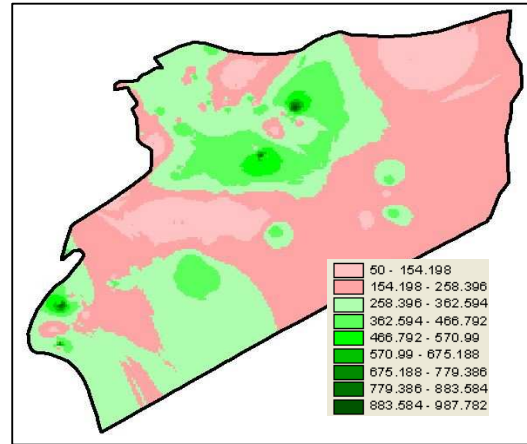 50 - 154.198
154.198 - 258.396
258.396 - 362.594
362.594 - 466.792
466.792 - 570.99
570.99 - 675.188
675.188 - 779.386
779.386 - 883.584
883.584 - 987.782